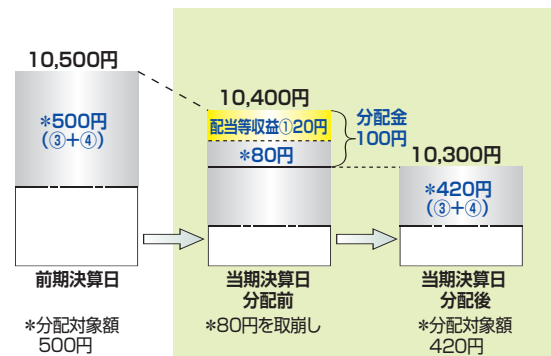 10,500円
*500円
(③+④)
前期決算日
*分配対象額
500円
10,400円
配当等収益①20円
*80円
分配金
100円
当期決算日
分配前
*80円を取崩し
10,300円
*420円
(③+④)
当期決算日
分配後
*分配対象額
420円